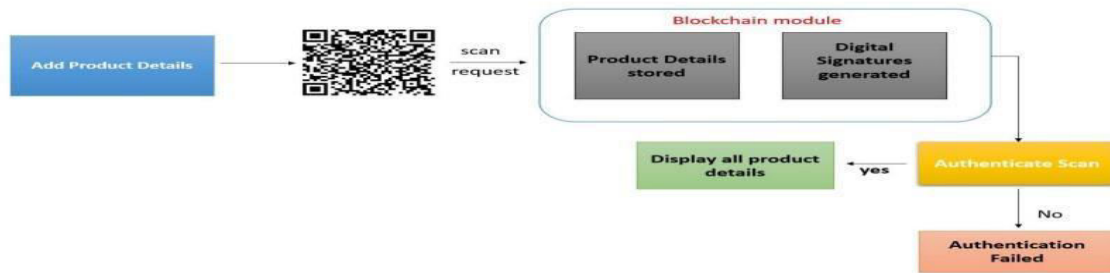 Add Product Details
scan
request
Blockchain module
Product Details
stored
Digital
Signatures
generated
Authenticate Scan
yes
Display all product
details
No
Authentication
Failed